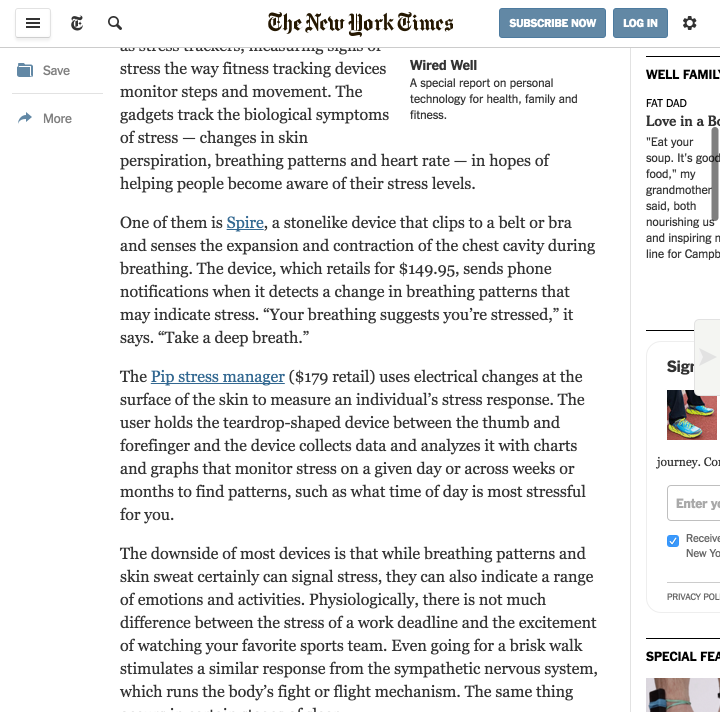 The New York Times
SUBSCRIBE NOW
LOG IN
Save
More
as stress trackers, measuring signs of
stress the way fitness tracking devices
monitor steps and movement. The
gadgets track the biological symptoms
of stress — changes in skin
perspiration, breathing patterns and heart rate — in hopes of
helping people become aware of their stress levels.
Wired Well
A special report on personal
technology for health, family and
fitness.
One of them is Spire, a stonelike device that clips to a belt or bra
and senses the expansion and contraction of the chest cavity during
breathing. The device, which retails for $149.95, sends phone
notifications when it detects a change in breathing patterns that
may indicate stress. “Your breathing suggests you’re stressed,” it
says. “Take a deep breath.”
The Pip stress manager ($179 retail) uses electrical changes at the
surface of the skin to measure an individual’s stress response. The
user holds the teardrop-shaped device between the thumb and
forefinger and the device collects data and analyzes it with charts
and graphs that monitor stress on a given day or across weeks or
months to find patterns, such as what time of day is most stressful
for you.
The downside of most devices is that while breathing patterns and
skin sweat certainly can signal stress, they can also indicate a range
of emotions and activities. Physiologically, there is not much
difference between the stress of a work deadline and the excitement
of watching your favorite sports team. Even going for a brisk walk
stimulates a similar response from the sympathetic nervous system,
which runs the body’s fight or flight mechanism. The same thing
WELL FAMILY
FAT DAD
Love in a Bo
"Eat your
soup. It's good
food," my
grandmother
said, both
nourishing us
and inspiring
line for Campb
Sign
journey. Co
Enter yo
Receive
New Yo
PRIVACY POL
SPECIAL FEA